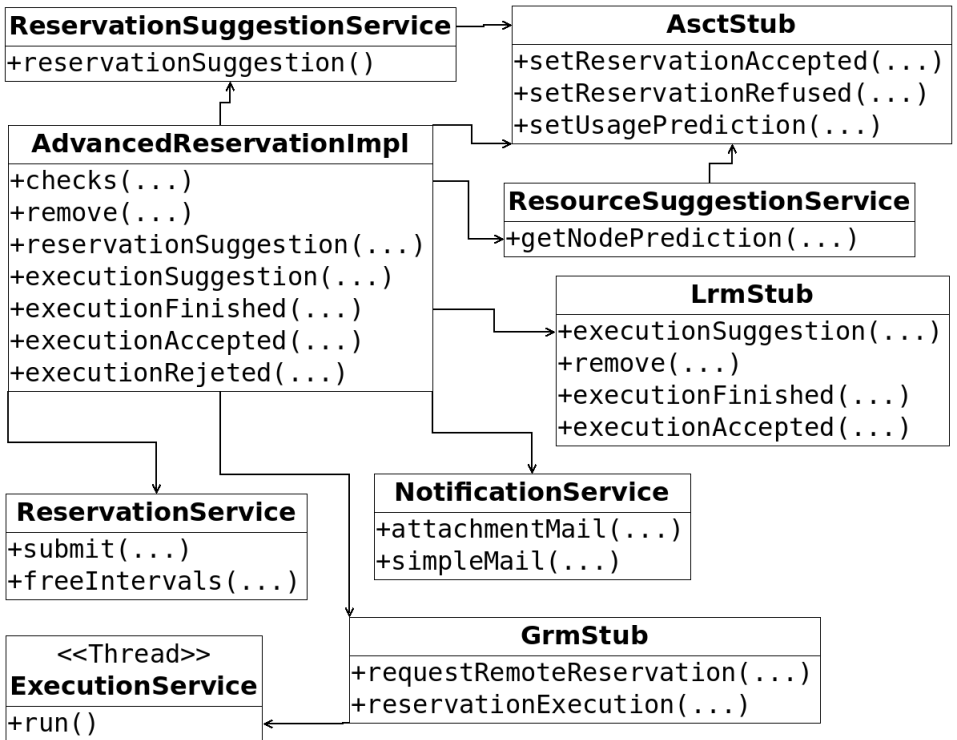 ReservationSuggestionService
+reservationSuggestion()
AsctStub
+setReservationAccepted(...)
+setReservationRefused(...)
+setUsagePrediction(...)
AdvancedReservationImpl
+checks(...)
+remove(...)
+reservationSuggestion(...)
+executionSuggestion(...)
+executionFinished(...)
+executionAccepted(...)
+executionRejeted(...)
ResourceSuggestionService
+getNodePrediction(...)
LrmStub
+executionSuggestion(...)
+remove(...)
+executionFinished(...)
+executionAccepted(...)
NotificationService
+attachmentMail(...)
+simpleMail(...)
ReservationService
+submit(...)
+freeIntervals(...)
GrmStub
+requestRemoteReservation(...)
+reservationExecution(...)
<<Thread>>
ExecutionService
+run()